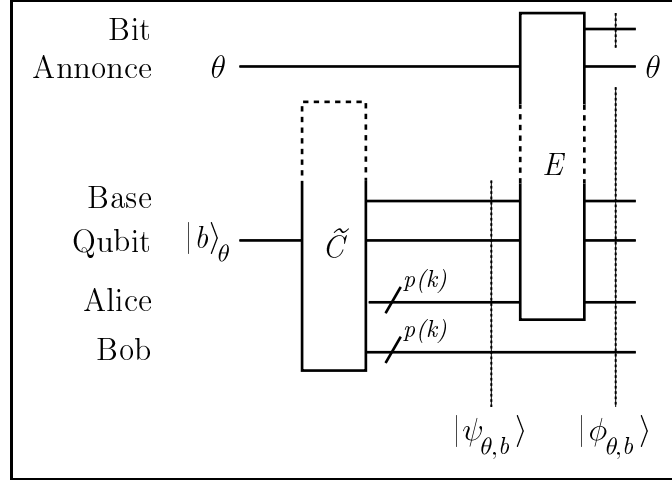 Bit
Annonce θ θ
E
Base
Qubit |b⟩θ C̃
Alice p(k)
Bob p(k)
|ψθ,b⟩ |ϕθ,b⟩